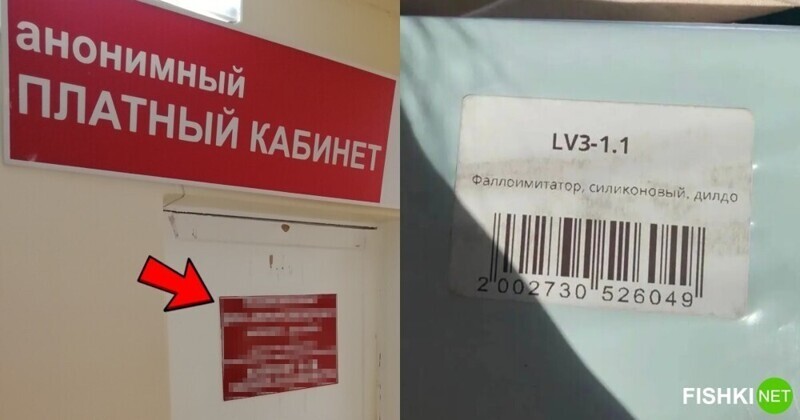 анонимный
ПЛАТНЫЙ КАБИНЕТ
LV3-1.1
Фаллоимитатор, силиконовый, дилдо
2 002730 526049
FISHKI NET